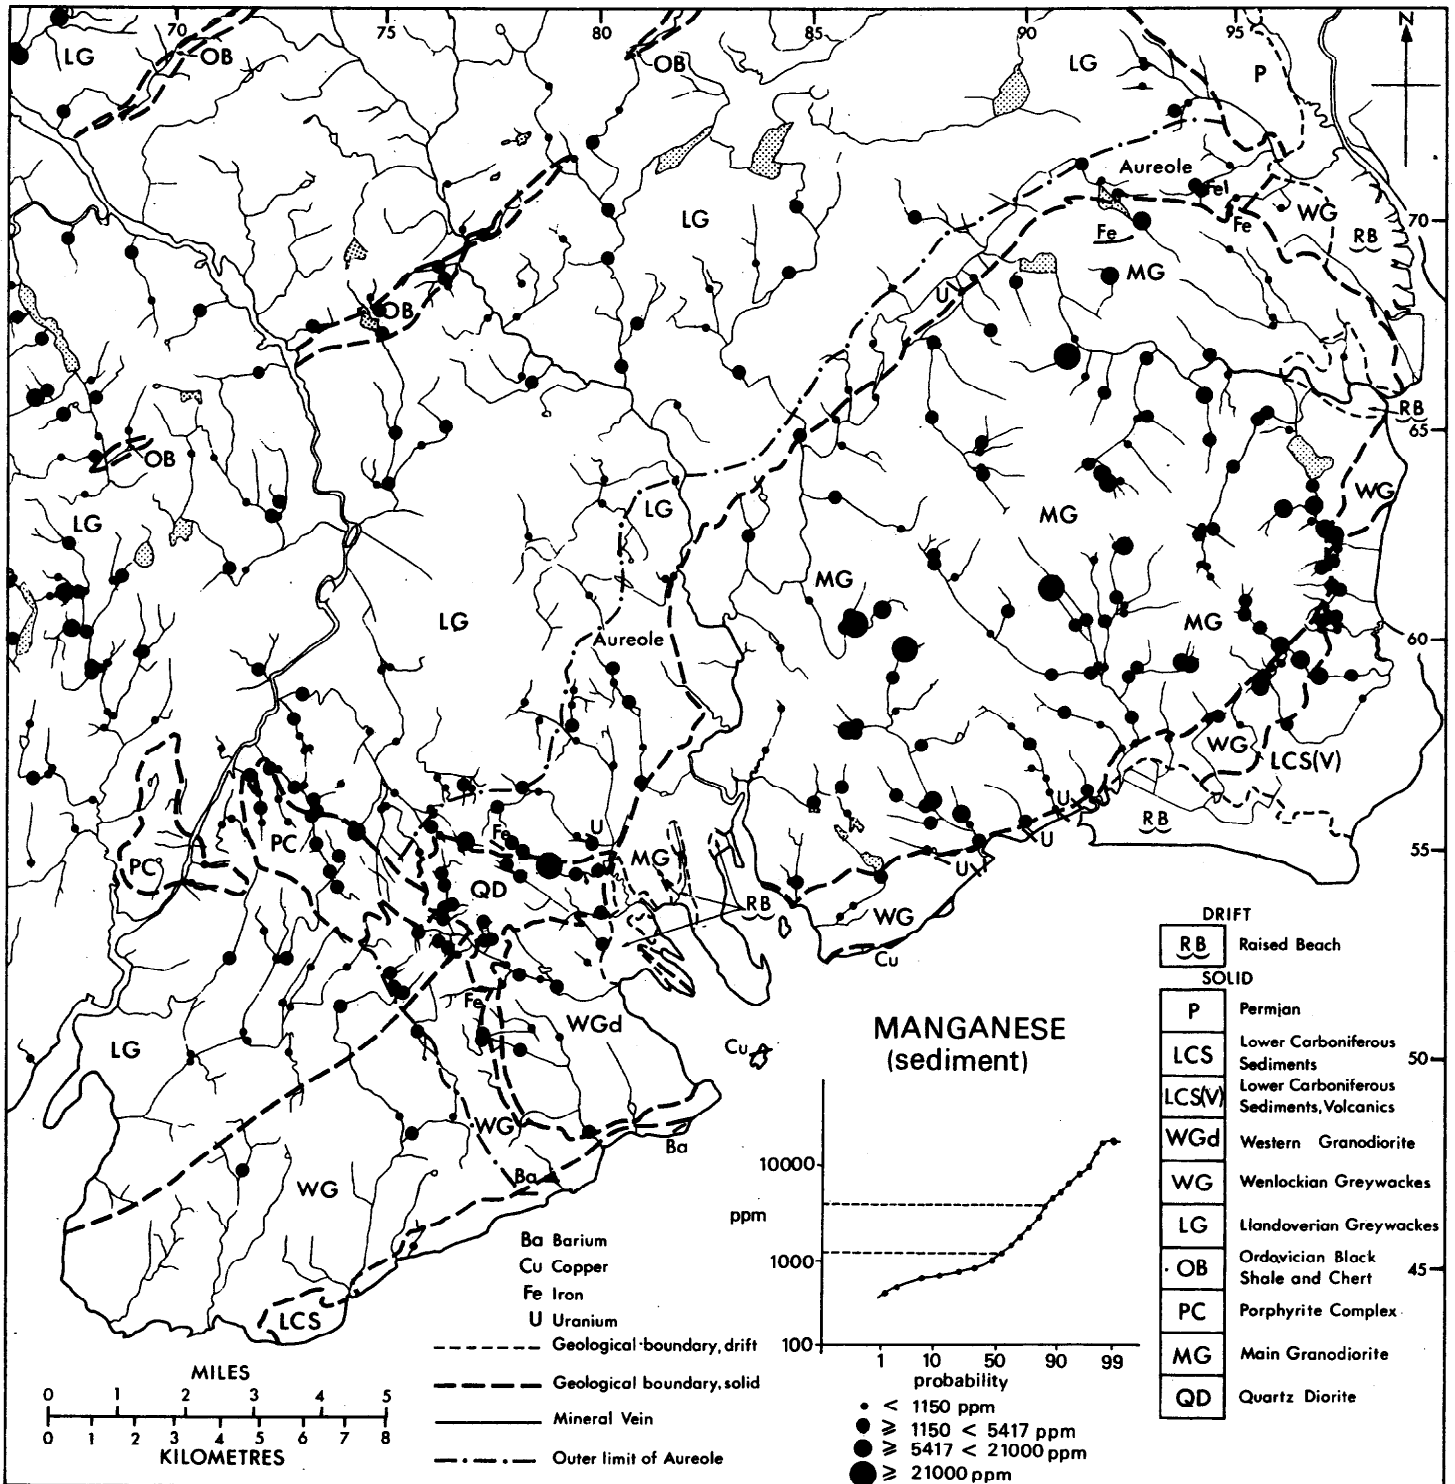 70 75 80 85 90 95 N
LG OB OB LG P
Aureole
Fe
LG WG
70
Fe Fe RB
MG
U
OB
RB
65
OB
LG WG
LG MG
MG
LG MG
60
Aureole
WG LCS(V)
U
RB
Fe U U
PC MG 55
PC U
QD
RB
WG
Cu
Fe
WGd
LG Cu 50
WG
Ba
Ba
WG
45
LCS
DRIFT
RB Raised Beach
SOLID
P Permian
LCS Lower Carboniferous
Sediments
LCS(V) Lower Carboniferous
Sediments, Volcanics
WGd Western Granodiorite
WG Wenlockian Greywackes
LG Llandoverian Greywackes
OB Ordovician Black
Shale and Chert
PC Porphyrite Complex
MG Main Granodiorite
QD Quartz Diorite
MANGANESE
(sediment)
10000
ppm
1000
100
1 10 50 90 99
probability
< 1150 ppm
⩾ 1150 < 5417 ppm
⩾ 5417 < 21000 ppm
⩾ 21000 ppm
Ba Barium
Cu Copper
Fe Iron
U Uranium
Geological boundary, drift
Geological boundary, solid
Mineral Vein
Outer limit of Aureole
MILES
0 1 2 3 4 5
0 1 2 3 4 5 6 7 8
KILOMETRES